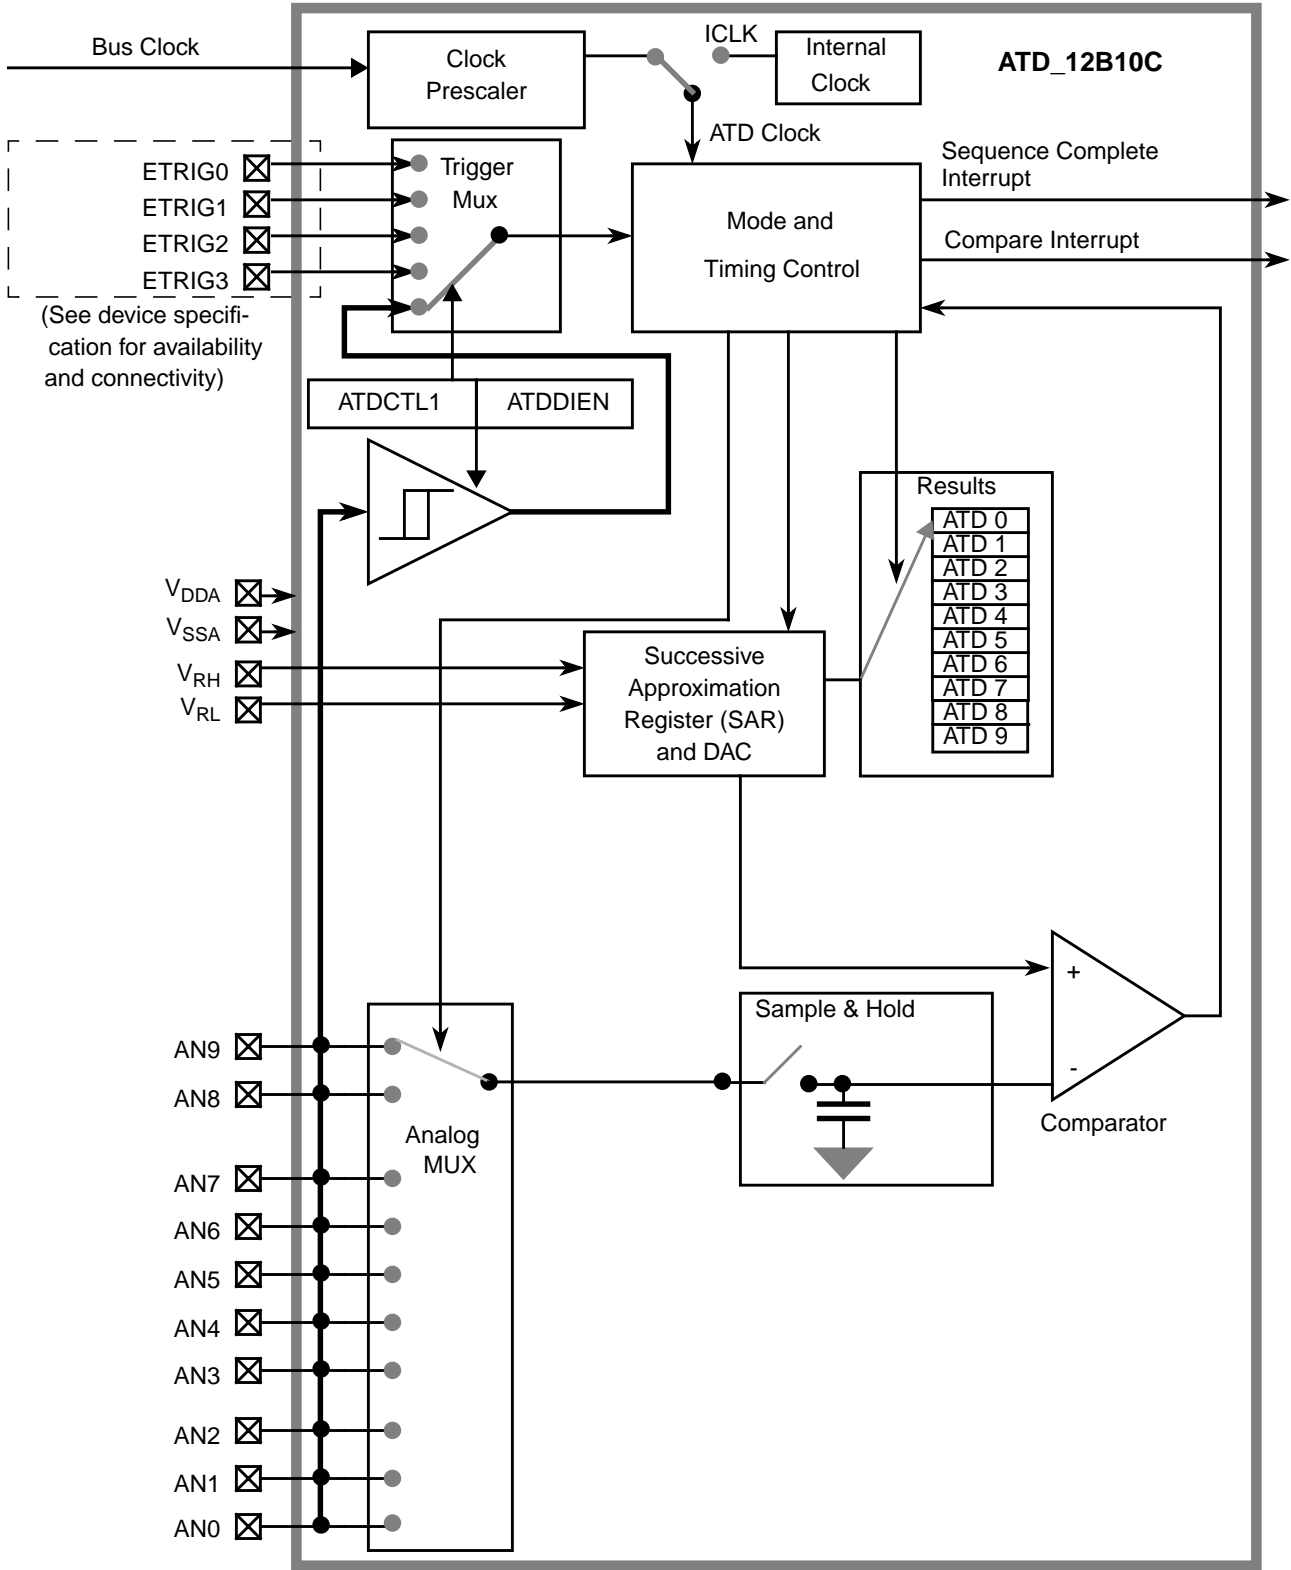 Bus Clock
Clock
Prescaler
ICLK
Internal
Clock
ATD_12B10C
ATD Clock
ETRIG0
ETRIG1
ETRIG2
ETRIG3
(See device specifi-
cation for availability
and connectivity)
Trigger
Mux
Mode and
Timing Control
Sequence Complete
Interrupt
Compare Interrupt
ATDCTL1
ATDDIEN
Results
ATD 0
ATD 1
ATD 2
ATD 3
ATD 4
ATD 5
ATD 6
ATD 7
ATD 8
ATD 9
VDDA
VSSA
VRH
VRL
Successive
Approximation
Register (SAR)
and DAC
Sample & Hold
+
-
Comparator
Analog
MUX
AN9
AN8
AN7
AN6
AN5
AN4
AN3
AN2
AN1
AN0